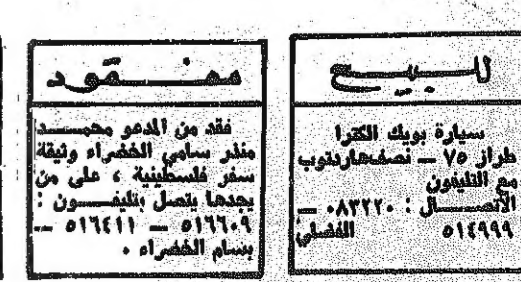 للبيع
سيارة بويك الكترا
طراز ٧٥ — نصف هاردتوب
مع التليفون
الاتصال : ٠٨٣٢٢٠ —
٥١٤٩٩٩ الفضلي
مفقود
فقد من المدعو محمد
منذر سامي الخضراء وثيقة
سفر فلسطينية ، على من
يجدها يتصل بتليفون :
٥١٦٦٠٩ — ٥١٦٤١١ —
بسام الخضراء .